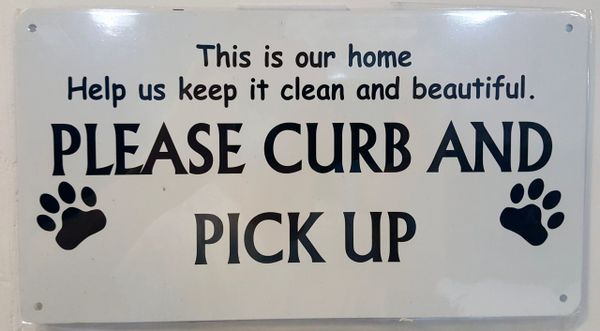 This is our home
Help us keep it clean and beautiful.
PLEASE CURB AND
PICK UP